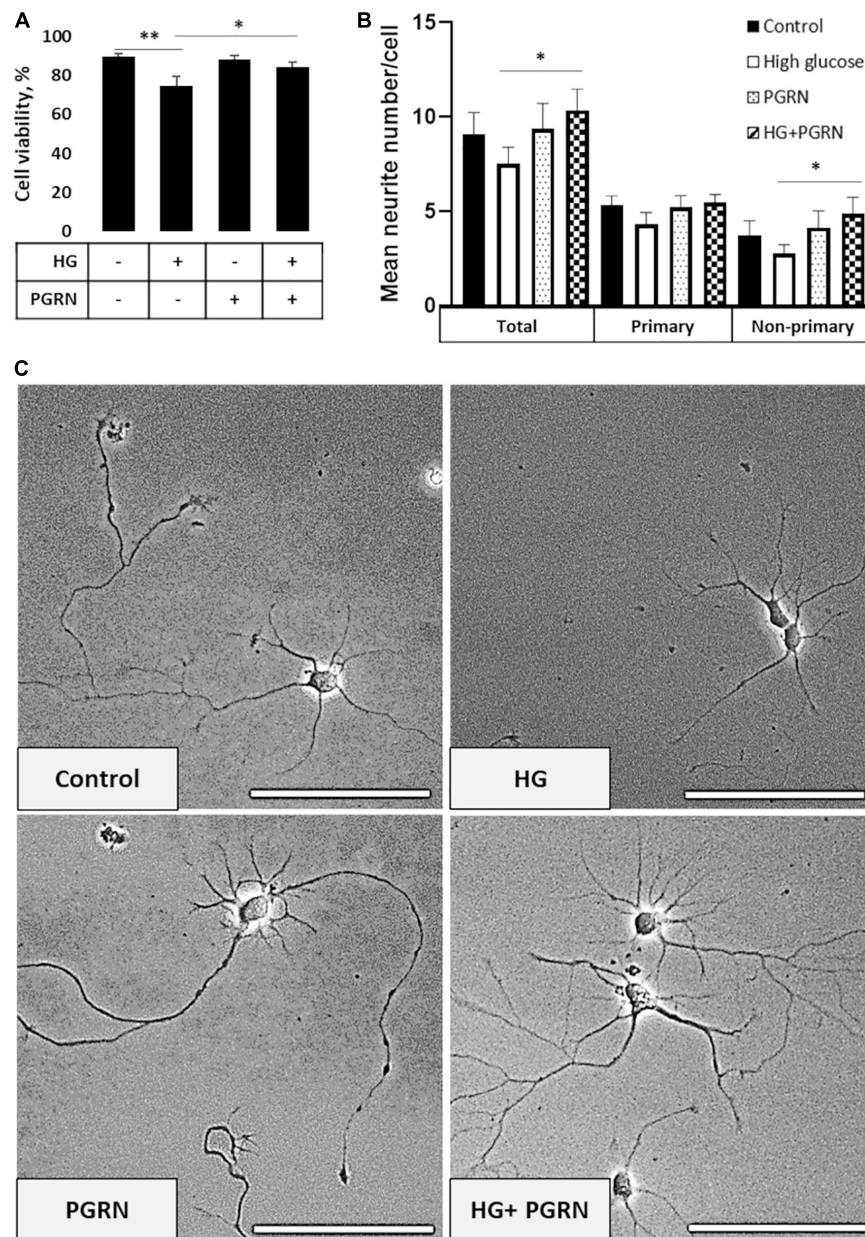 A
** *
Cell viability, %
100
80
60
40
20
0
HG - + - +
PGRN - - + +
B
Mean neurite number/cell
15
10
5
0
* *
Control
High glucose
PGRN
HG+PGRN
Total Primary Non-primary
C
Control
HG
PGRN
HG+ PGRN